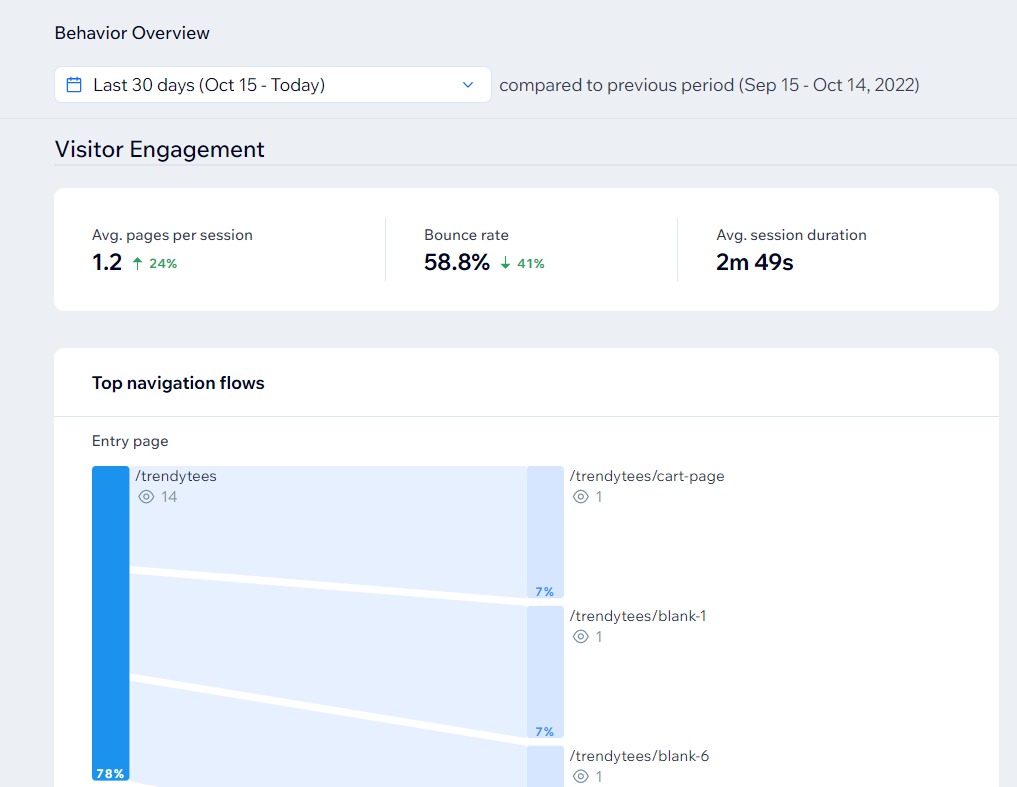 Behavior Overview
Last 30 days (Oct 15 - Today)
compared to previous period (Sep 15 - Oct 14, 2022)
Visitor Engagement
Avg. pages per session
1.2 ↑ 24%
Bounce rate
58.8% ↓ 41%
Avg. session duration
2m 49s
Top navigation flows
Entry page
/trendytees
14
78%
/trendytees/cart-page
1
7%
/trendytees/blank-1
1
7%
/trendytees/blank-6
1